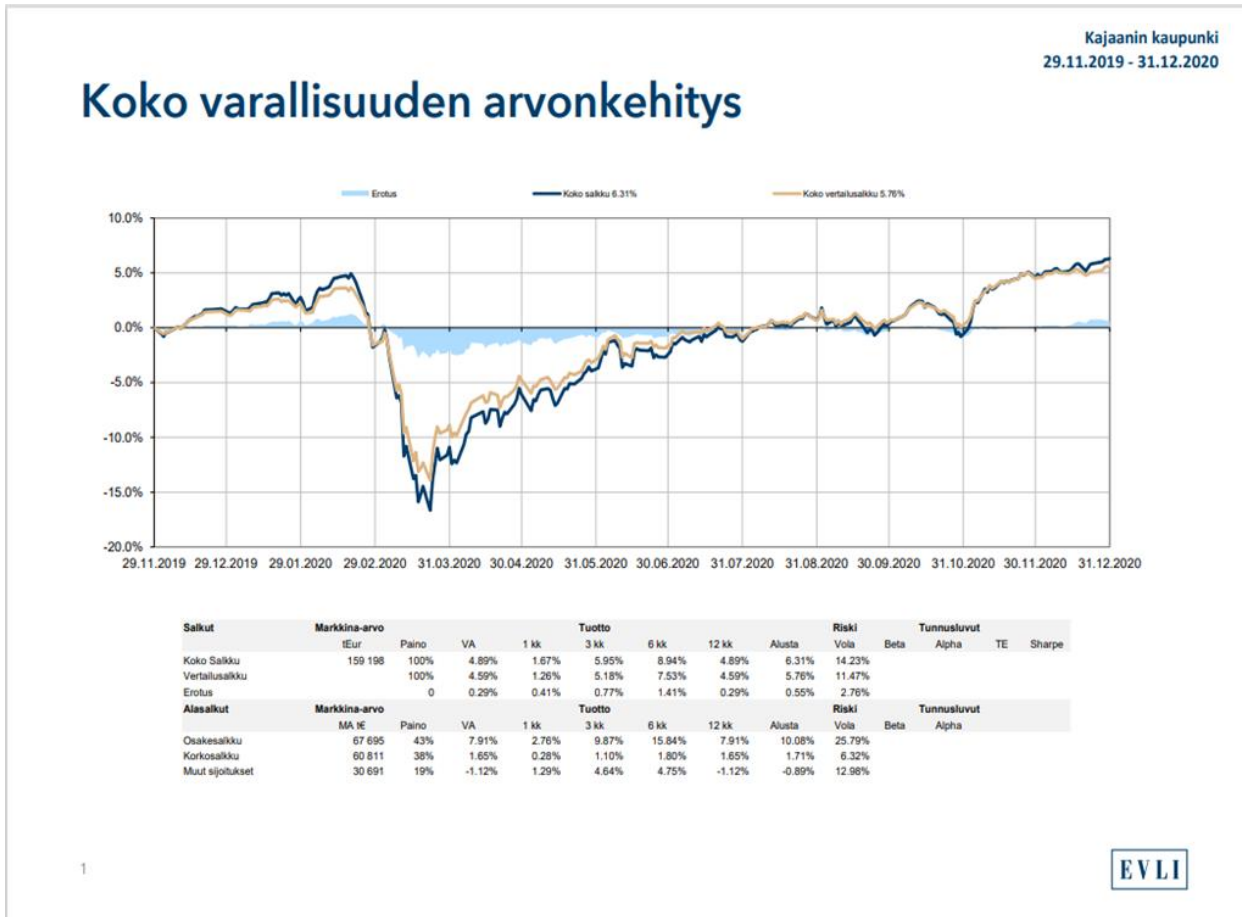 Kajaanin kaupunki
29.11.2019 - 31.12.2020
Koko varallisuuden arvonkehitys
Erotus Koko salkku 6.31% Koko vertailusalkku 5.76%
10.0%
5.0%
0.0%
-5.0%
-10.0%
-15.0%
-20.0%
29.11.2019 29.12.2019 29.01.2020 29.02.2020 31.03.2020 30.04.2020 31.05.2020 30.06.2020 31.07.2020 31.08.2020 30.09.2020 31.10.2020 30.11.2020 31.12.2020
Salkut Markkina-arvo Tuotto Riski Tunnusluvut
tEur Paino VA 1 kk 3 kk 6 kk 12 kk Alusta Vola Beta Alpha TE Sharpe
Koko Salkku 159 198 100% 4.89% 1.67% 5.95% 8.94% 4.89% 6.31% 14.23%
Vertailusalkku 100% 4.59% 1.26% 5.18% 7.53% 4.59% 5.76% 11.47%
Erotus 0 0.29% 0.41% 0.77% 1.41% 0.29% 0.55% 2.76%
Alasalkut Markkina-arvo Tuotto Riski Tunnusluvut
MA t€ Paino VA 1 kk 3 kk 6 kk 12 kk Alusta Vola Beta Alpha
Osakesalkku 67 695 43% 7.91% 2.76% 9.87% 15.84% 7.91% 10.08% 25.79%
Korkosalkku 60 811 38% 1.65% 0.28% 1.10% 1.80% 1.65% 1.71% 6.32%
Muut sijoitukset 30 691 19% -1.12% 1.29% 4.64% 4.75% -1.12% -0.89% 12.98%
1
EVLI